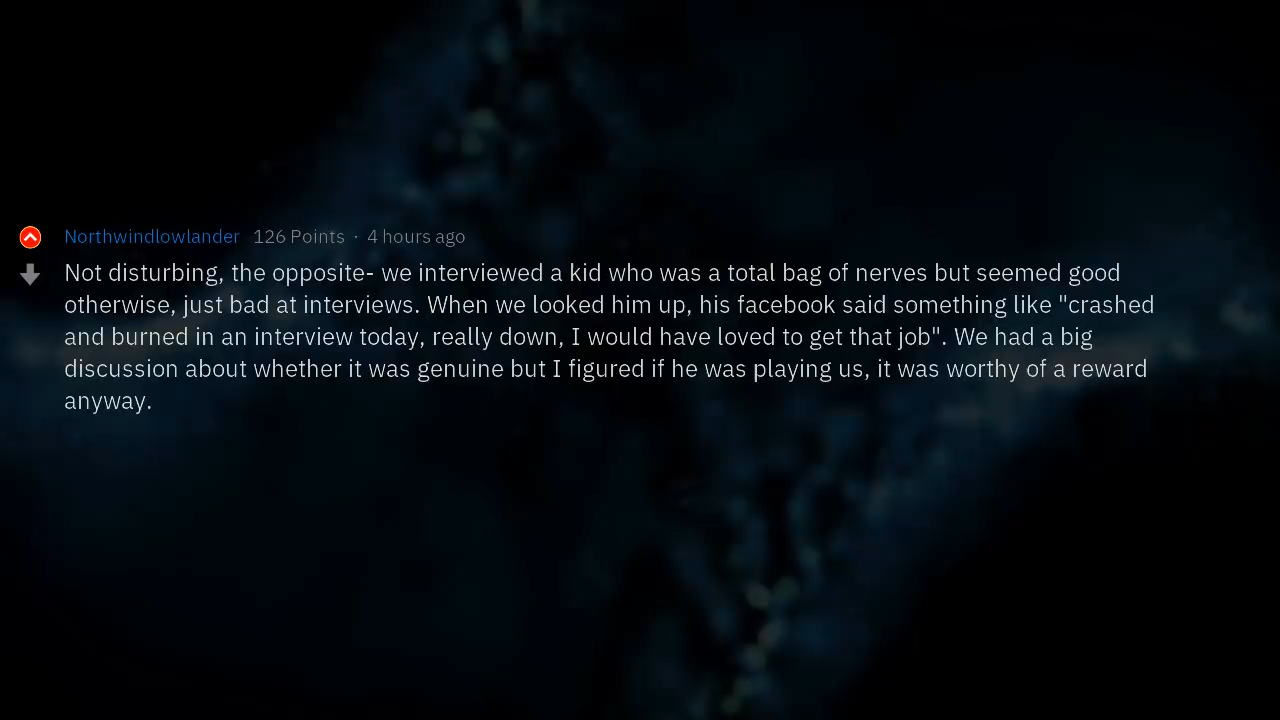 Northwindlowlander 126 Points · 4 hours ago
Not disturbing, the opposite- we interviewed a kid who was a total bag of nerves but seemed good
otherwise, just bad at interviews. When we looked him up, his facebook said something like "crashed
and burned in an interview today, really down, I would have loved to get that job". We had a big
discussion about whether it was genuine but I figured if he was playing us, it was worthy of a reward
anyway.